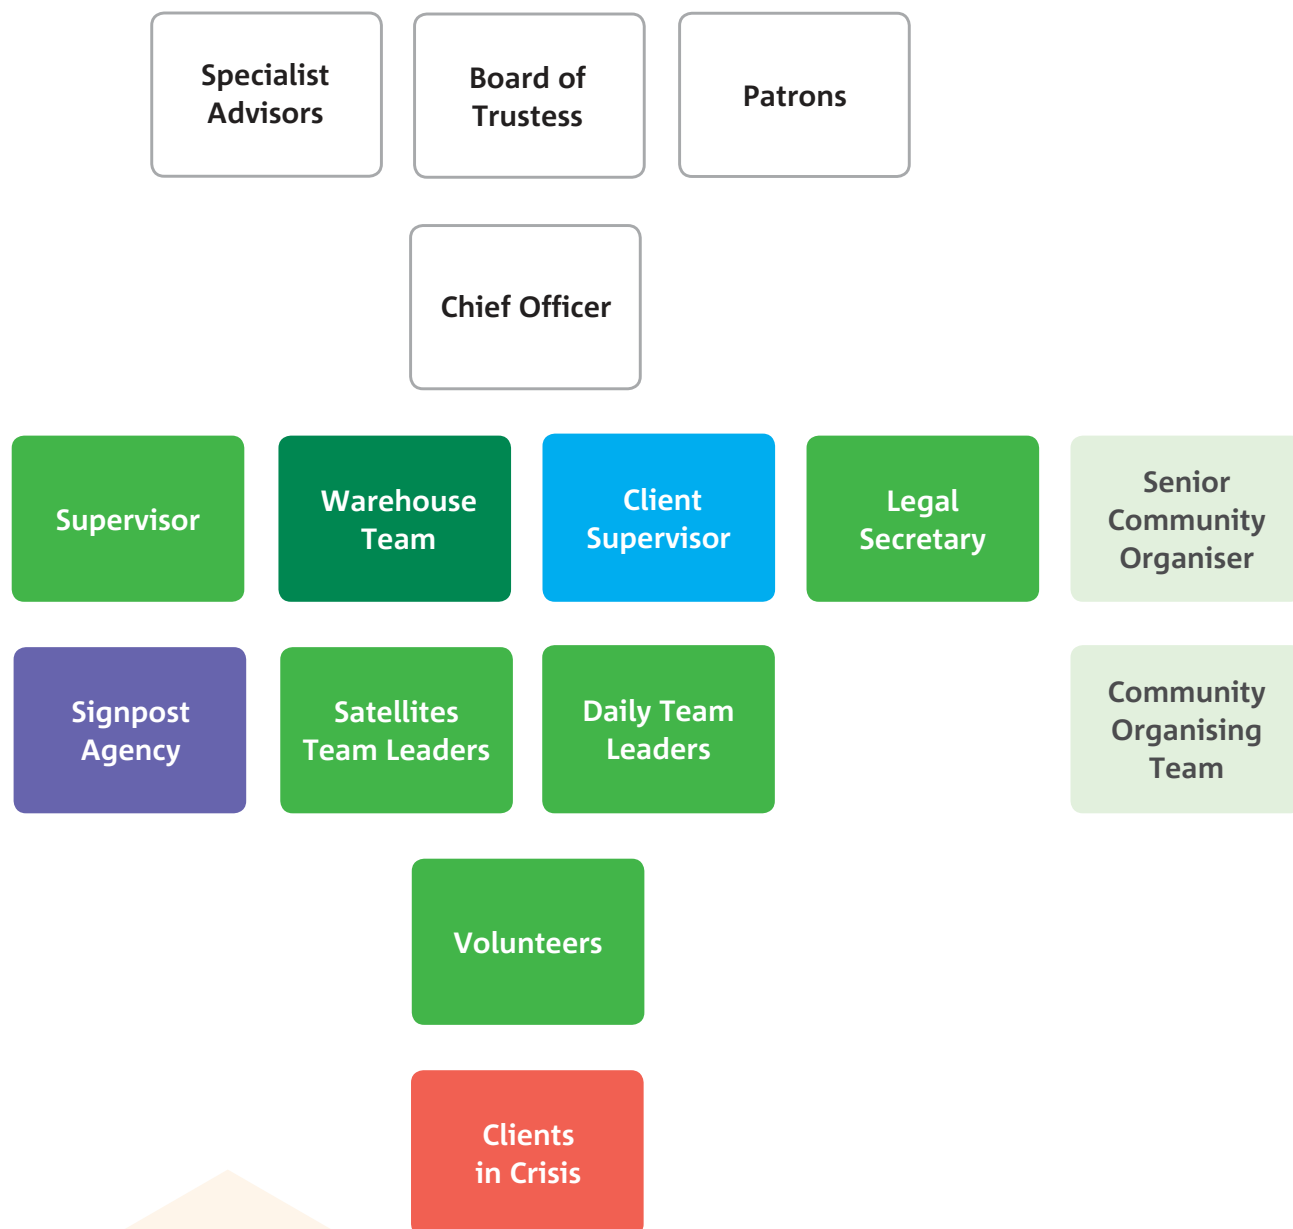 Specialist
Advisors
Board of
Trustess
Patrons
Chief Officer
Supervisor
Warehouse
Team
Client
Supervisor
Legal
Secretary
Senior
Community
Organiser
Signpost
Agency
Satellites
Team Leaders
Daily Team
Leaders
Community
Organising
Team
Volunteers
Clients
in Crisis